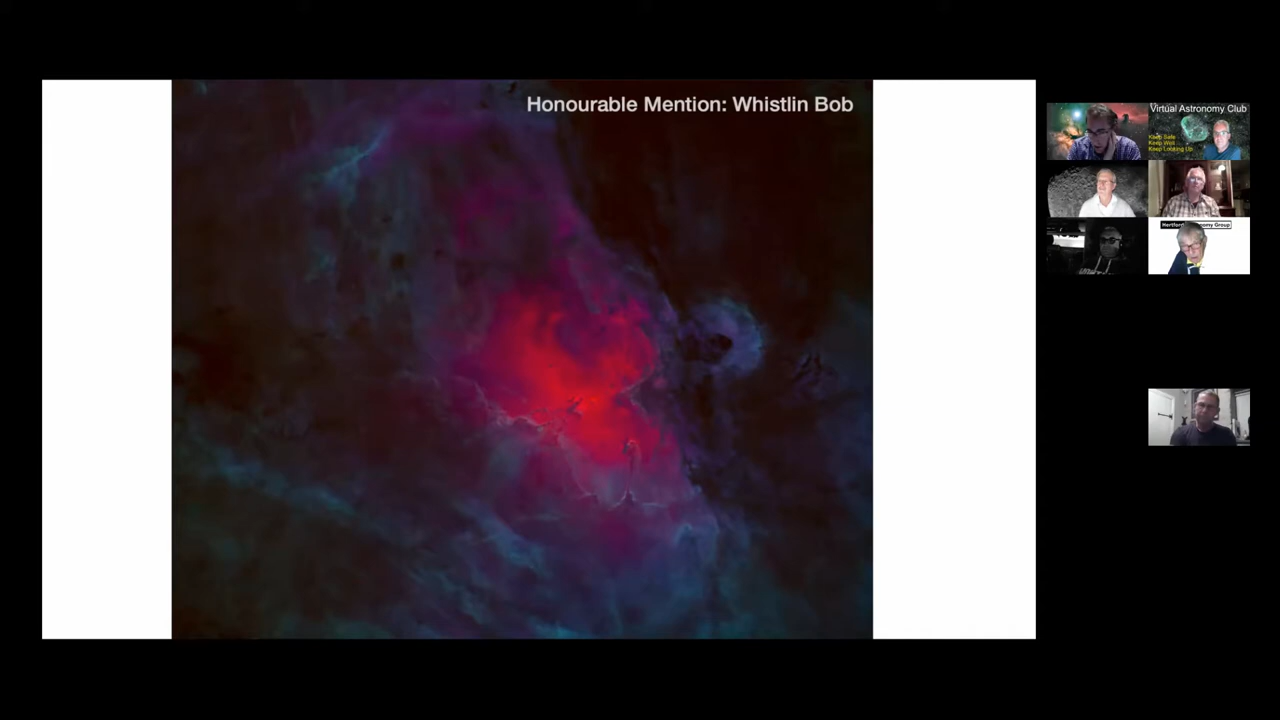 Honourable Mention: Whistlin Bob
Virtual Astronomy Club
Keep Safe
Keep Well
Keep Looking Up